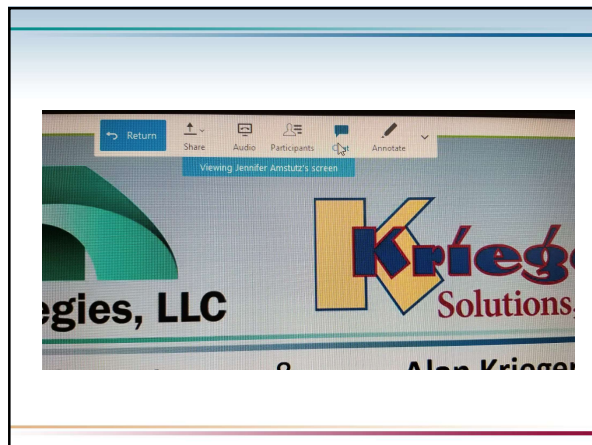 Return
Share Audio Participants Chat Annotate
Viewing Jennifer Amstutz's screen
egies, LLC
Kriege
Solutions,
& Alan Krieger